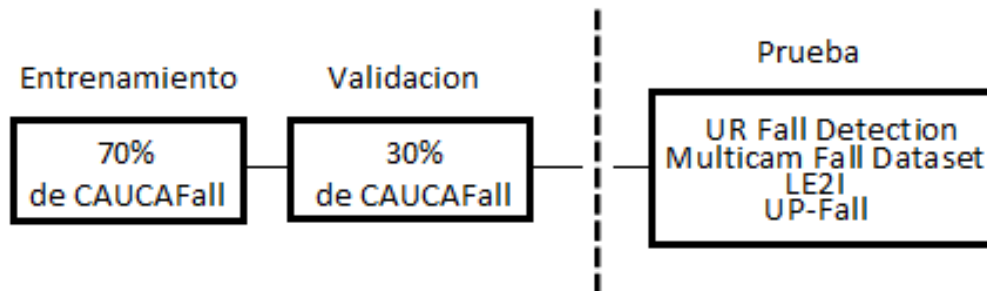 Entrenamiento
70%
de CAUCAFall
Validacion
30%
de CAUCAFall
Prueba
UR Fall Detection
Multicam Fall Dataset
LE2I
UP-Fall